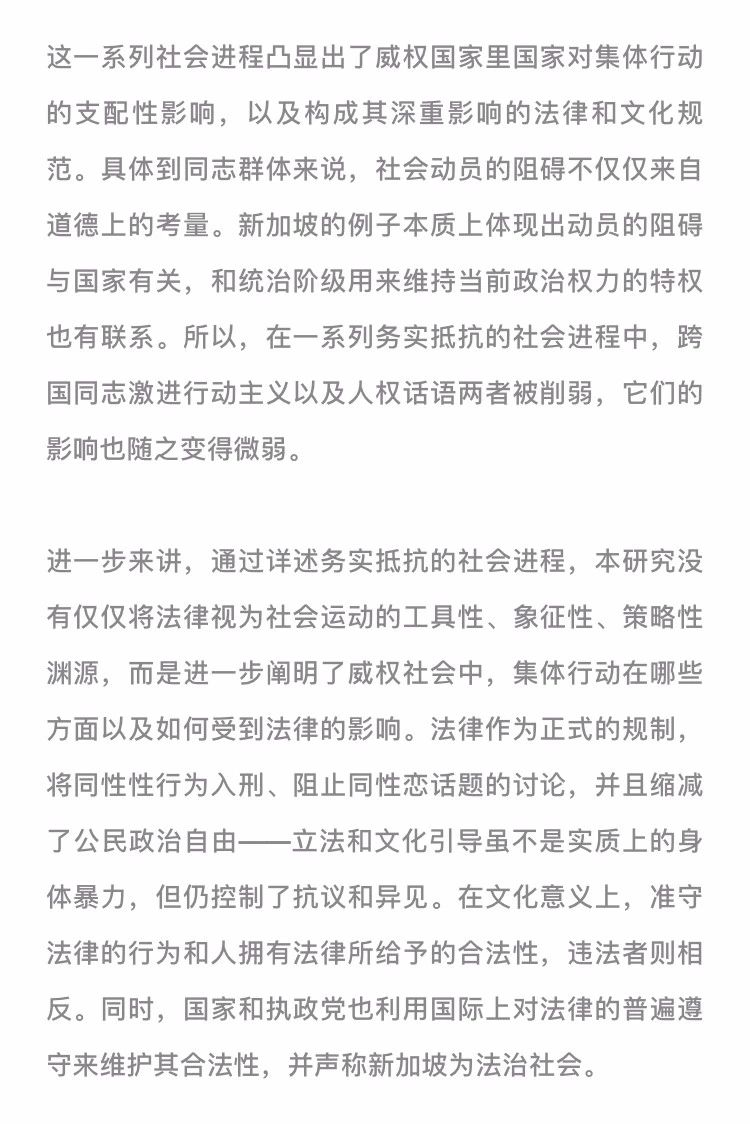 这一系列社会进程凸显出了威权国家里国家对集体行动
的支配性影响，以及构成其深重影响的法律和文化规
范。具体到同志群体来说，社会动员的阻碍不仅仅来自
道德上的考量。新加坡的例子本质上体现出动员的阻碍
与国家有关，和统治阶级用来维持当前政治权力的特权
也有联系。所以，在一系列务实抵抗的社会进程中，跨
国同志激进行动主义以及人权话语两者被削弱，它们的
影响也随之变得微弱。
进一步来讲，通过详述务实抵抗的社会进程，本研究没
有仅仅将法律视为社会运动的工具性、象征性、策略性
渊源，而是进一步阐明了威权社会中，集体行动在哪些
方面以及如何受到法律的影响。法律作为正式的规制，
将同性性行为入刑、阻止同性恋话题的讨论，并且缩减
了公民政治自由——立法和文化引导虽不是实质上的身
体暴力，但仍控制了抗议和异见。在文化意义上，准守
法律的行为和人拥有法律所给予的合法性，违法者则相
反。同时，国家和执政党也利用国际上对法律的普遍遵
守来维护其合法性，并声称新加坡为法治社会。